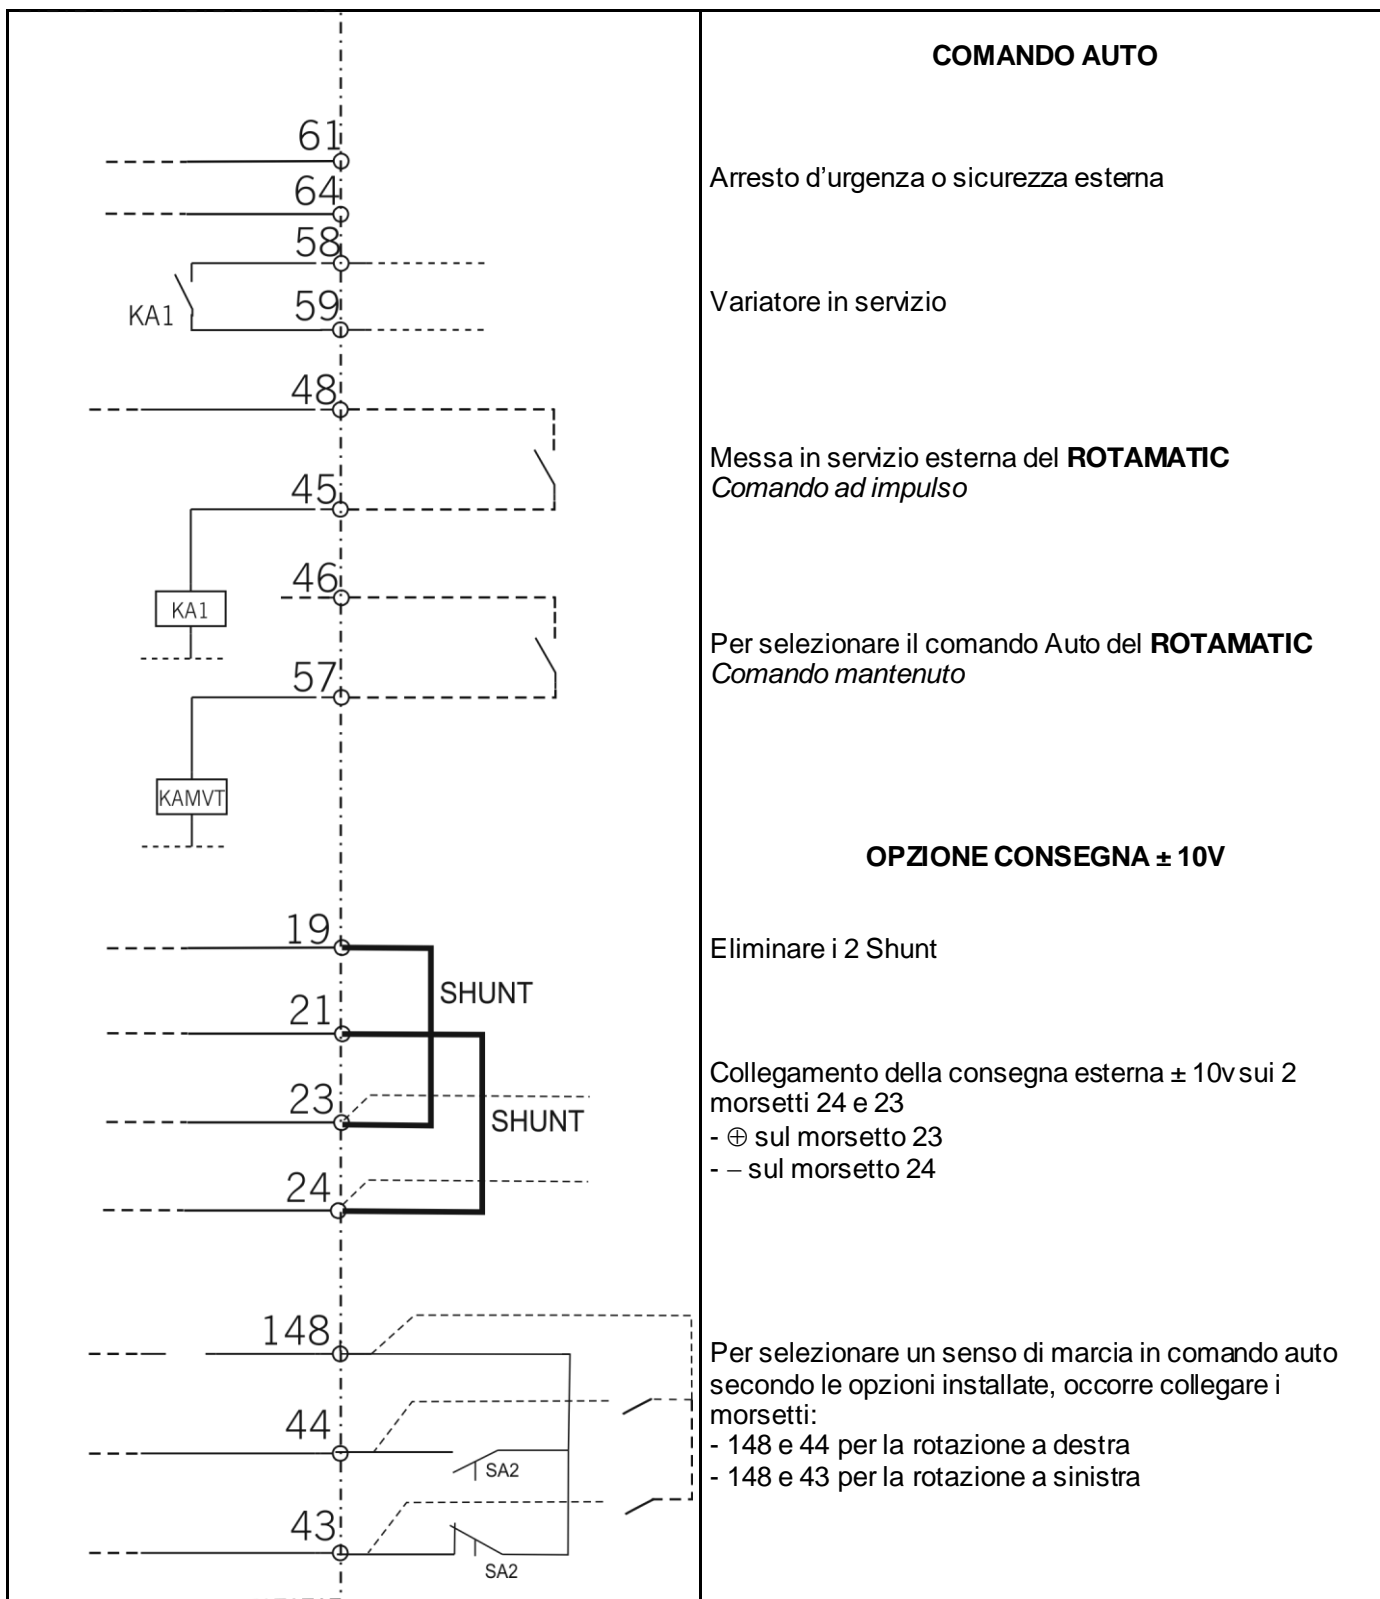 COMANDO AUTO
61
Arresto d'urgenza o sicurezza esterna
64
58
Variatore in servizio
59
KA1
48
Messa in servizio esterna del ROTAMATIC
Comando ad impulso
45
46
KA1
Per selezionare il comando Auto del ROTAMATIC
Comando mantenuto
57
KAMVT
OPZIONE CONSEGNA ± 10V
19
Eliminare i 2 Shunt
SHUNT
21
Collegamento della consegna esterna ± 10v sui 2
morsetti 24 e 23
23
SHUNT
- ⊕ sul morsetto 23
- − sul morsetto 24
24
148
Per selezionare un senso di marcia in comando auto
secondo le opzioni installate, occorre collegare i
morsetti:
44
- 148 e 44 per la rotazione a destra
SA2
- 148 e 43 per la rotazione a sinistra
43
SA2